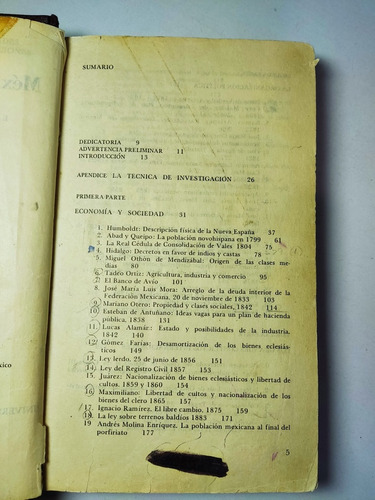 SUMARIO
DEDICATORIA 9
ADVERTENCIA PRELIMINAR 11
INTRODUCCIÓN 13
APENDICE LA TECNICA DE INVESTIGACIÓN 26
PRIMERA PARTE
ECONOMÍA Y SOCIEDAD 31
1. Humboldt: Descripción física de la Nueva España 37
2. Abad y Queipo: La población novohispana en 1799 61
3. La Real Cédula de Consolidación de Vales 1804 75
4. Hidalgo: Decretos en favor de indios y castas 78
5. Miguel Othón de Mendizábal: Origen de las clases
medias 80
6. Tadeo Ortiz: Agricultura, industria y comercio 95
7. El Banco de Avío 101
8. José María Luis Mora: Arreglo de la deuda interior de la
Federación Mexicana, 20 de noviembre de 1833 103
9. Mariano Otero: Propiedad y clases sociales, 1842 114
10. Esteban de Antuñano: Ideas vagas para un plan de hacienda
pública. 1838 131
11. Lucas Alamán: Estado y posibilidades de la industria.
1842 140
12. Gómez Farías: Desamortización de los bienes eclesiás-
ticos 149
13. Ley lerdo, 25 de junio de 1856 151
14. Ley del Registro Civil 1857 153
15. Juárez: Nacionalización de bienes eclesiásticos y libertad de
cultos. 1859 y 1860 154
16. Maximiliano: Libertad de cultos y nacionalización de los
bienes del clero 1865 157
17. Ignacio Ramírez. El libre cambio. 1875 159
18. La ley sobre terrenos baldíos 1883 171
19 Andrés Molina Enríquez. La población mexicana al final del
porfiriato 177
5